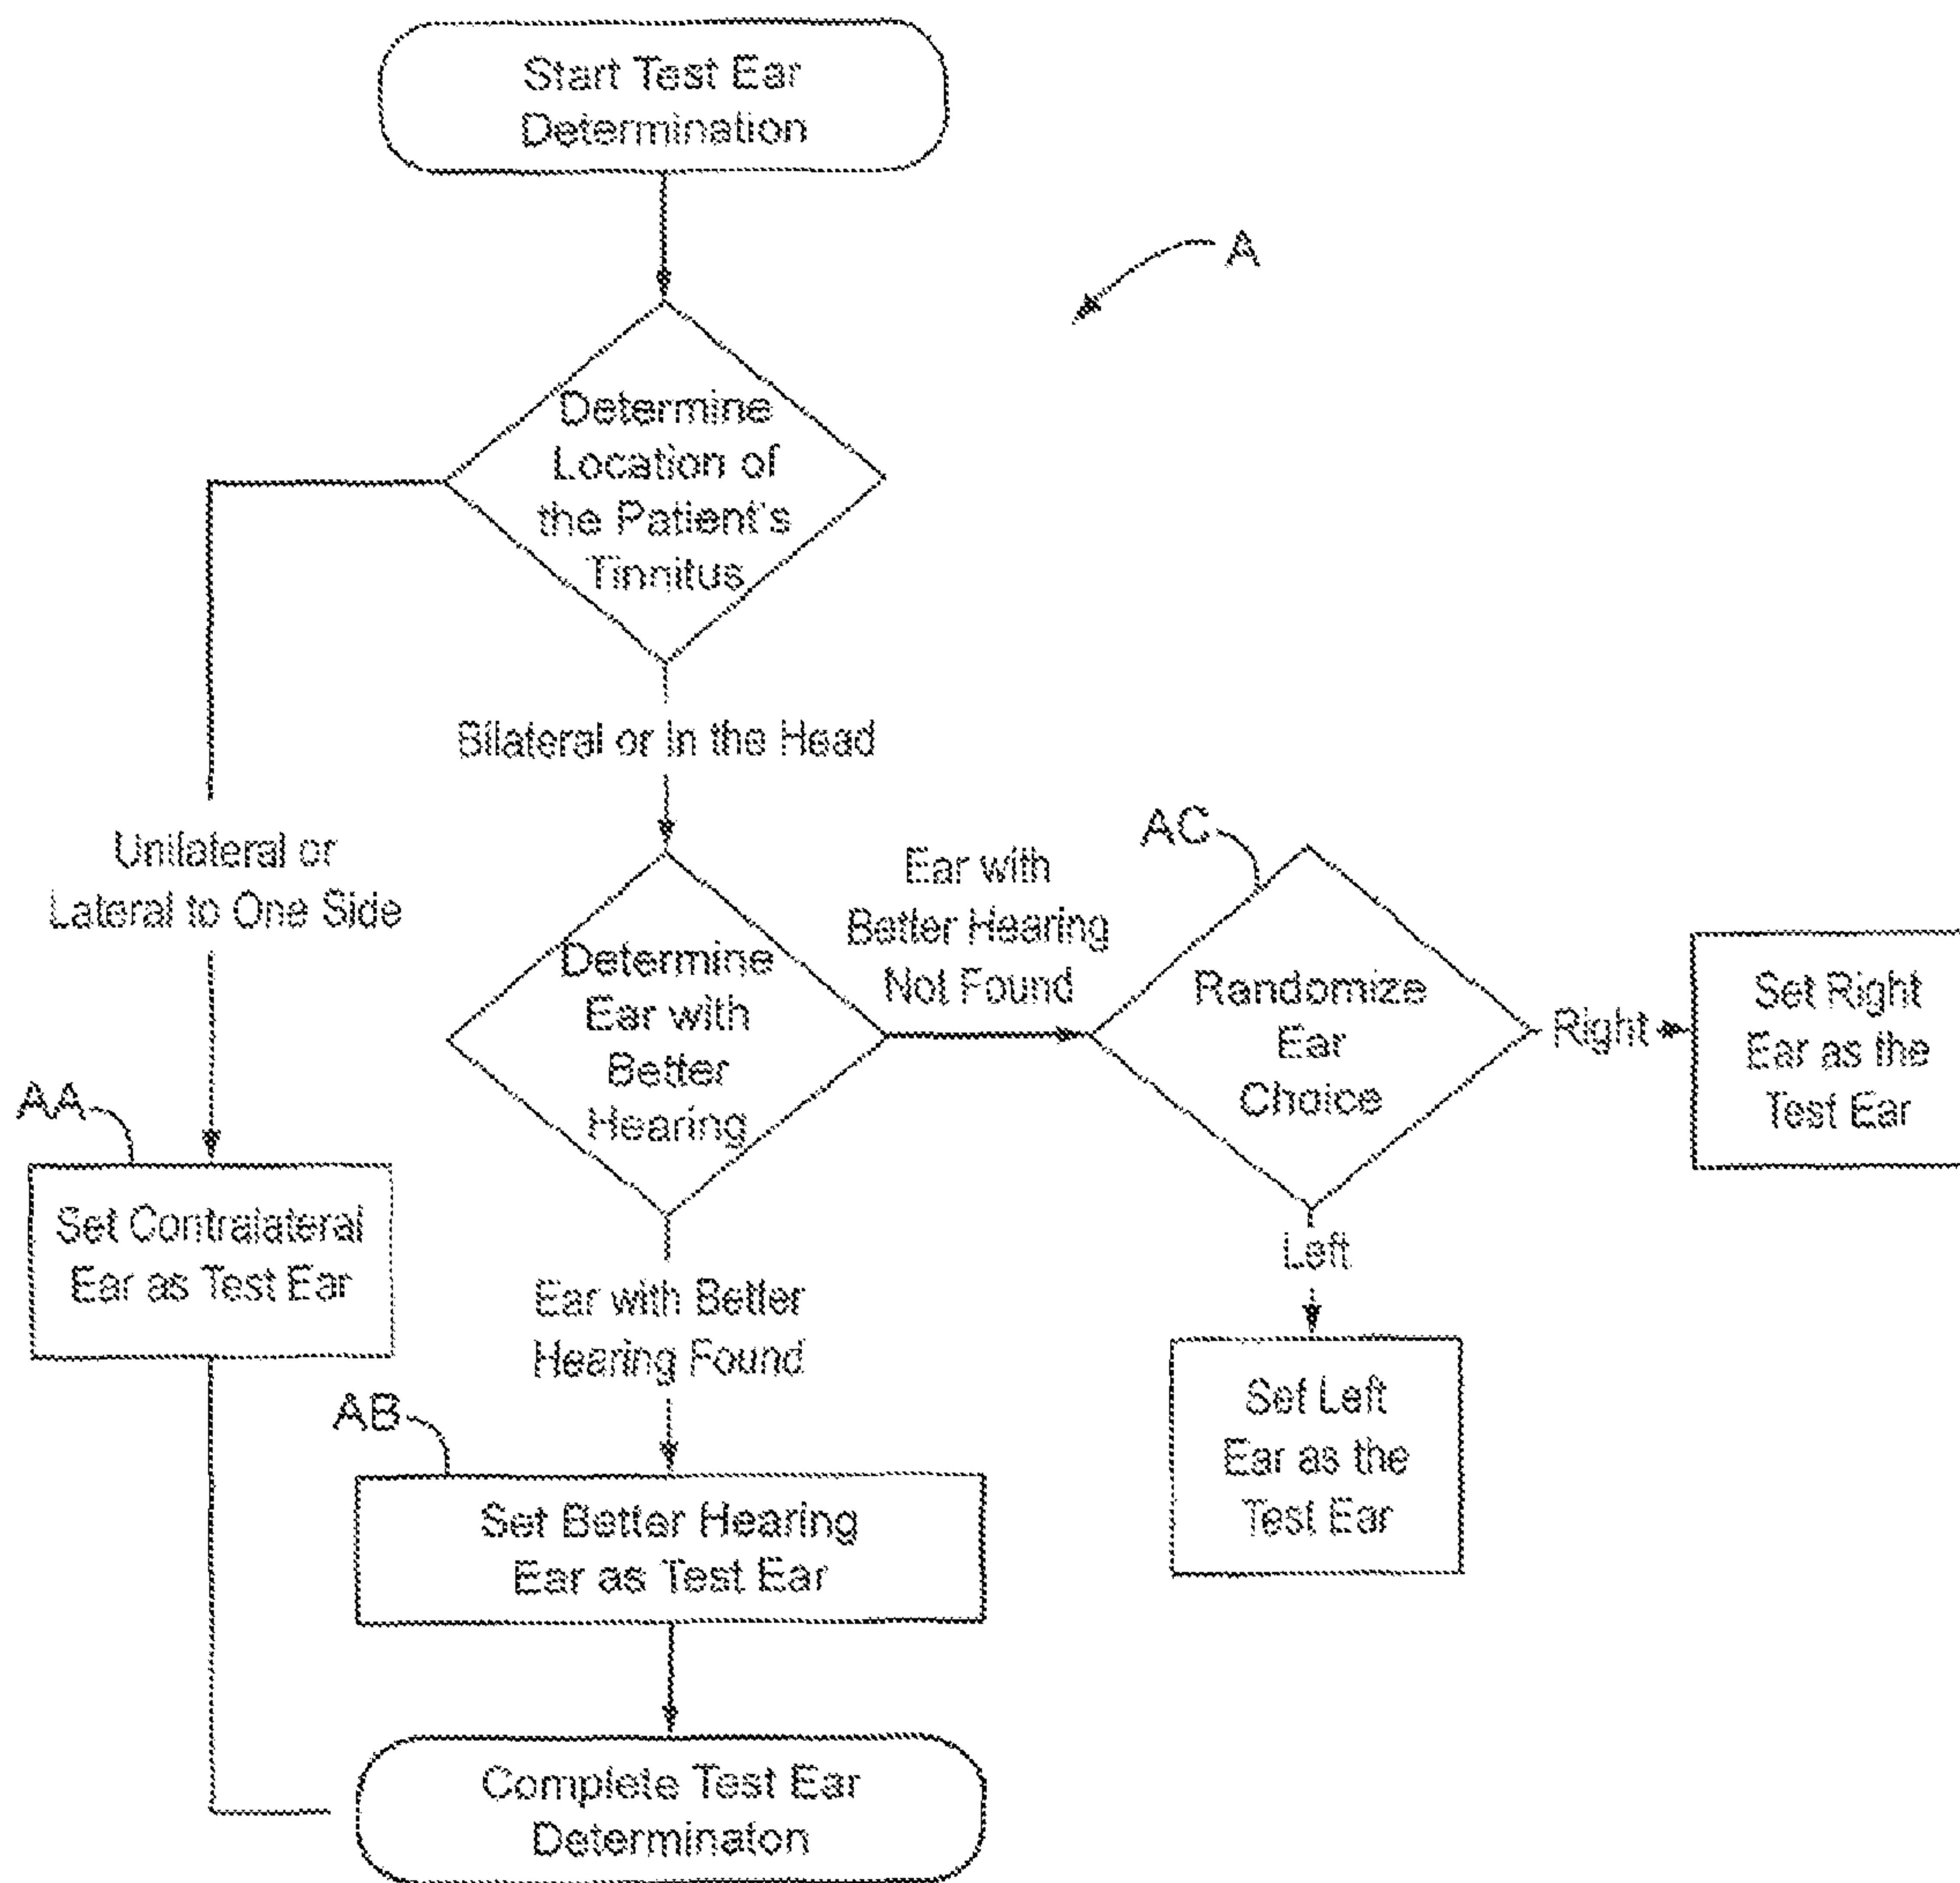 Start Test Ear
Determination
A
Determine
Location of
the Patient's
Tinnitus
Bilateral or In the Head
Unilateral or
Lateral to One Side
Determine
Ear with
Better
Hearing
Ear with
Better Hearing
Not Found
AC
Randomize
Ear
Choice
Right
Set Right
Ear as the
Test Ear
Left
Set Left
Ear as the
Test Ear
AA
Set Contralateral
Ear as Test Ear
Ear with Better
Hearing Found
AB
Set Better Hearing
Ear as Test Ear
Complete Test Ear
Determinaton